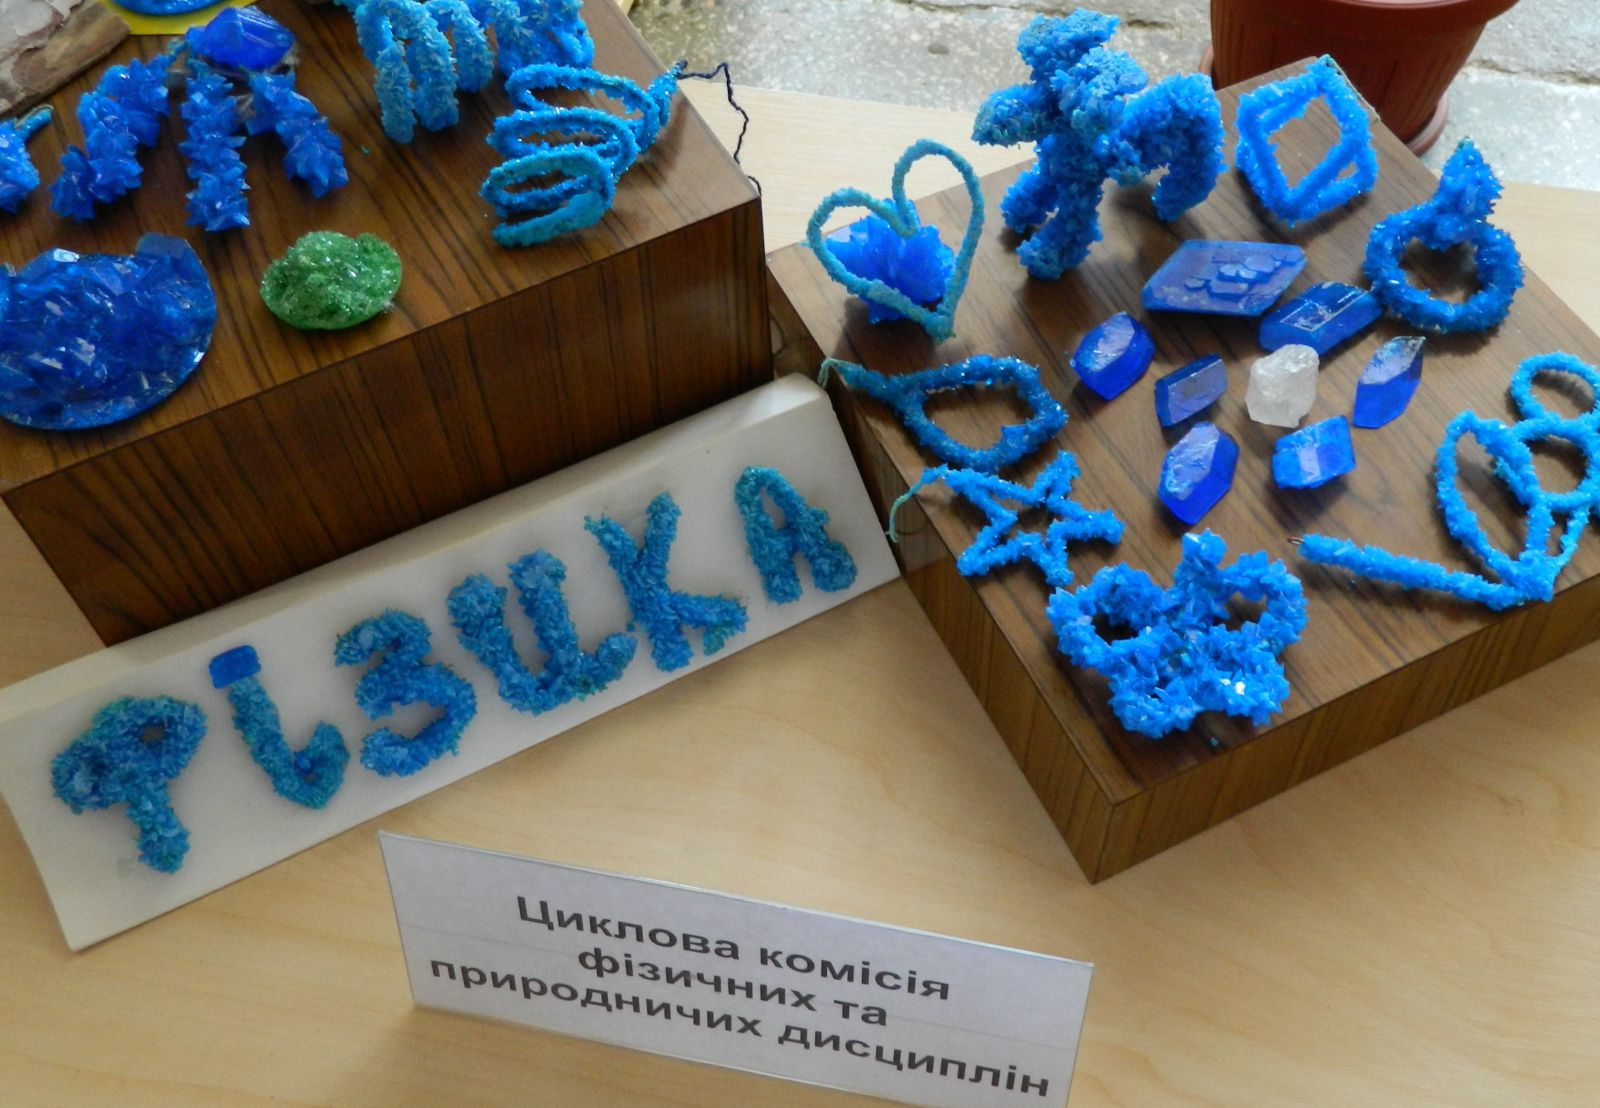 фізика
Циклова комісія
фізичних та
природничих дисциплін